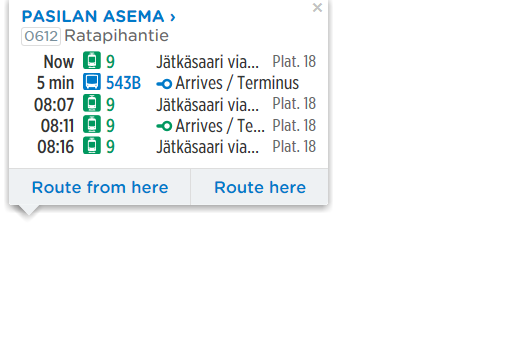 PASILAN ASEMA ›
0612 Ratapihantie
Now 9 Jätkäsaari via... Plat. 18
5 min 543B Arrives / Terminus
08:07 9 Jätkäsaari via... Plat. 18
08:11 9 Arrives / Te... Plat. 18
08:16 9 Jätkäsaari via... Plat. 18
Route from here Route here